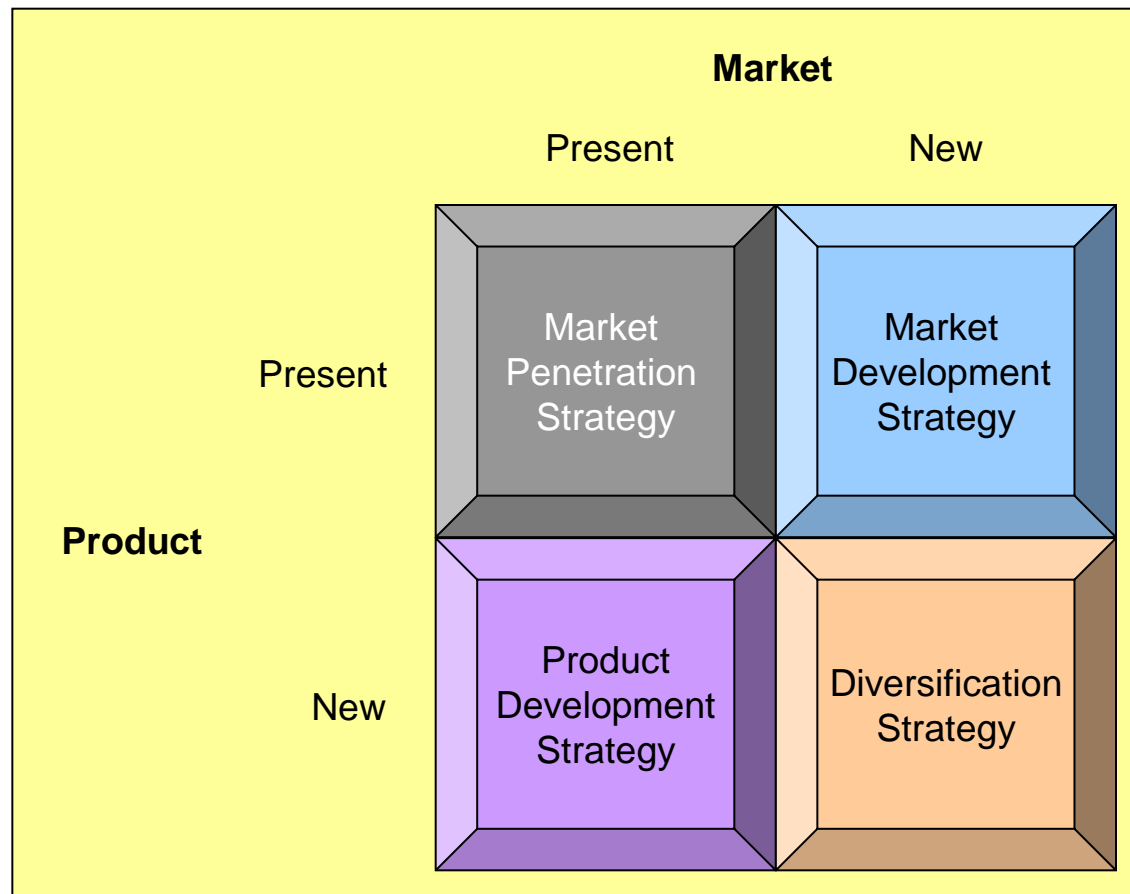 Market
Present
New
Present
Market
Penetration
Strategy
Market
Development
Strategy
Product
New
Product
Development
Strategy
Diversification
Strategy